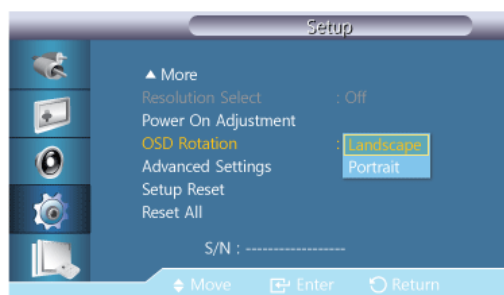 Setup
▲ More
Resolution Select : Off
Power On Adjustment
OSD Rotation : Landscape
Portrait
Advanced Settings
Setup Reset
Reset All
S/N : ------------------
Move Enter Return